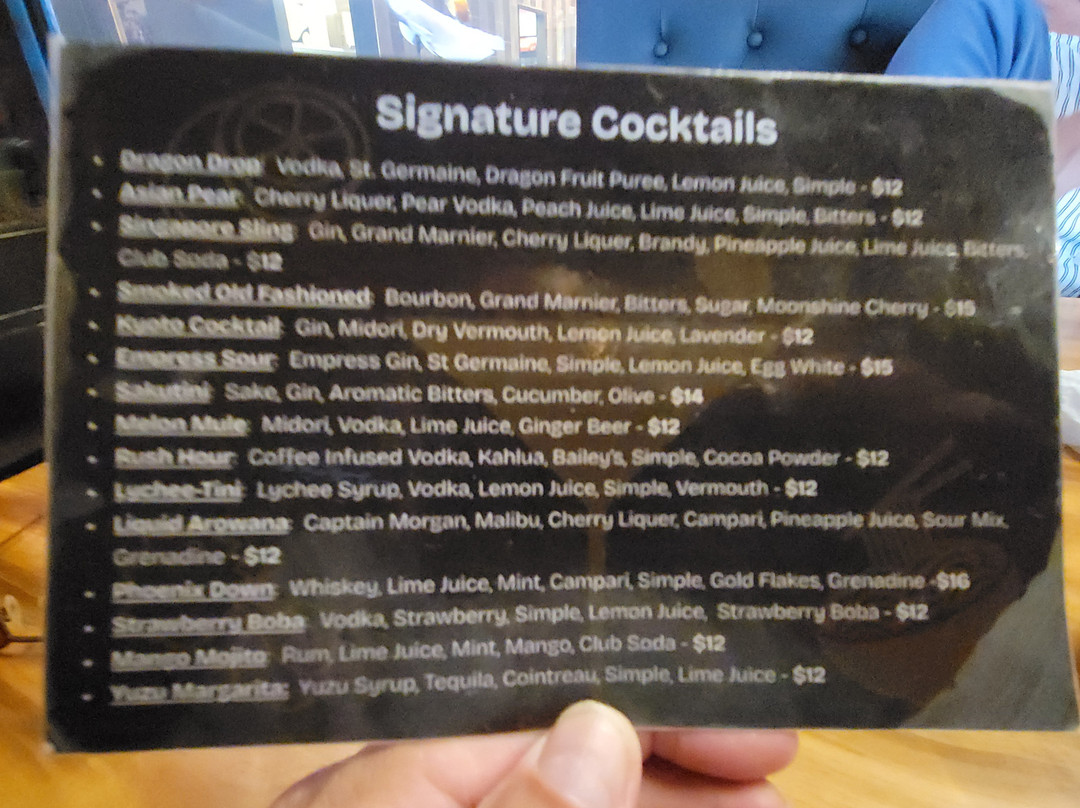 Signature Cocktails
• Dragon Drop: Vodka, St. Germaine, Dragon Fruit Puree, Lemon Juice, Simple - $12
• Asian Pear: Cherry Liquer, Pear Vodka, Peach Juice, Lime Juice, Simple, Bitters - $12
• Singapore Sling: Gin, Grand Marnier, Cherry Liquer, Brandy, Pineapple Juice, Lime Juice, Bitters,
Club Soda - $12
• Smoked Old Fashioned: Bourbon, Grand Marnier, Bitters, Sugar, Moonshine Cherry - $15
• Kyoto Cocktail: Gin, Midori, Dry Vermouth, Lemon Juice, Lavender - $12
• Empress Sour: Empress Gin, St Germaine, Simple, Lemon Juice, Egg White - $15
• Sakutini: Sake, Gin, Aromatic Bitters, Cucumber, Olive - $14
• Melon Mule: Midori, Vodka, Lime Juice, Ginger Beer - $12
• Rush Hour: Coffee Infused Vodka, Kahlua, Bailey's, Simple, Cocoa Powder - $12
• Lychee-Tini: Lychee Syrup, Vodka, Lemon Juice, Simple, Vermouth - $12
• Liquid Arowana: Captain Morgan, Malibu, Cherry Liquer, Campari, Pineapple Juice, Sour Mix,
Grenadine - $12
• Phoenix Down: Whiskey, Lime Juice, Mint, Campari, Simple, Gold Flakes, Grenadine -$16
• Strawberry Boba: Vodka, Strawberry, Simple, Lemon Juice, Strawberry Boba - $12
• Mango Mojito: Rum, Lime Juice, Mint, Mango, Club Soda - $12
• Yuzu Margarita: Yuzu Syrup, Tequila, Cointreau, Simple, Lime Juice - $12